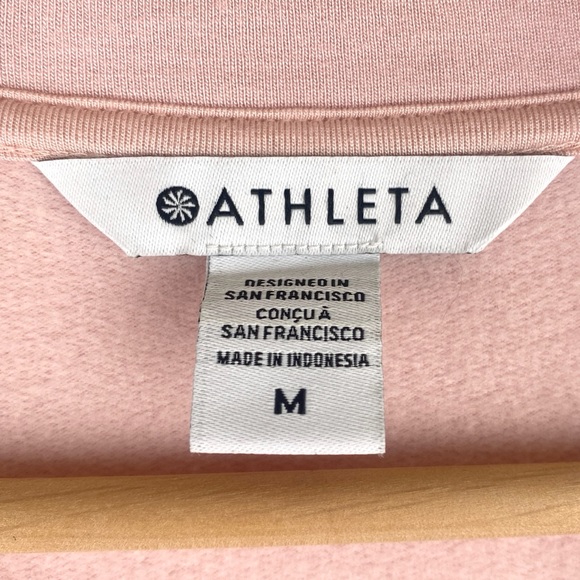 ATHLETA
DESIGNED IN
SAN FRANCISCO
CONÇU À
SAN FRANCISCO
MADE IN INDONESIA
M